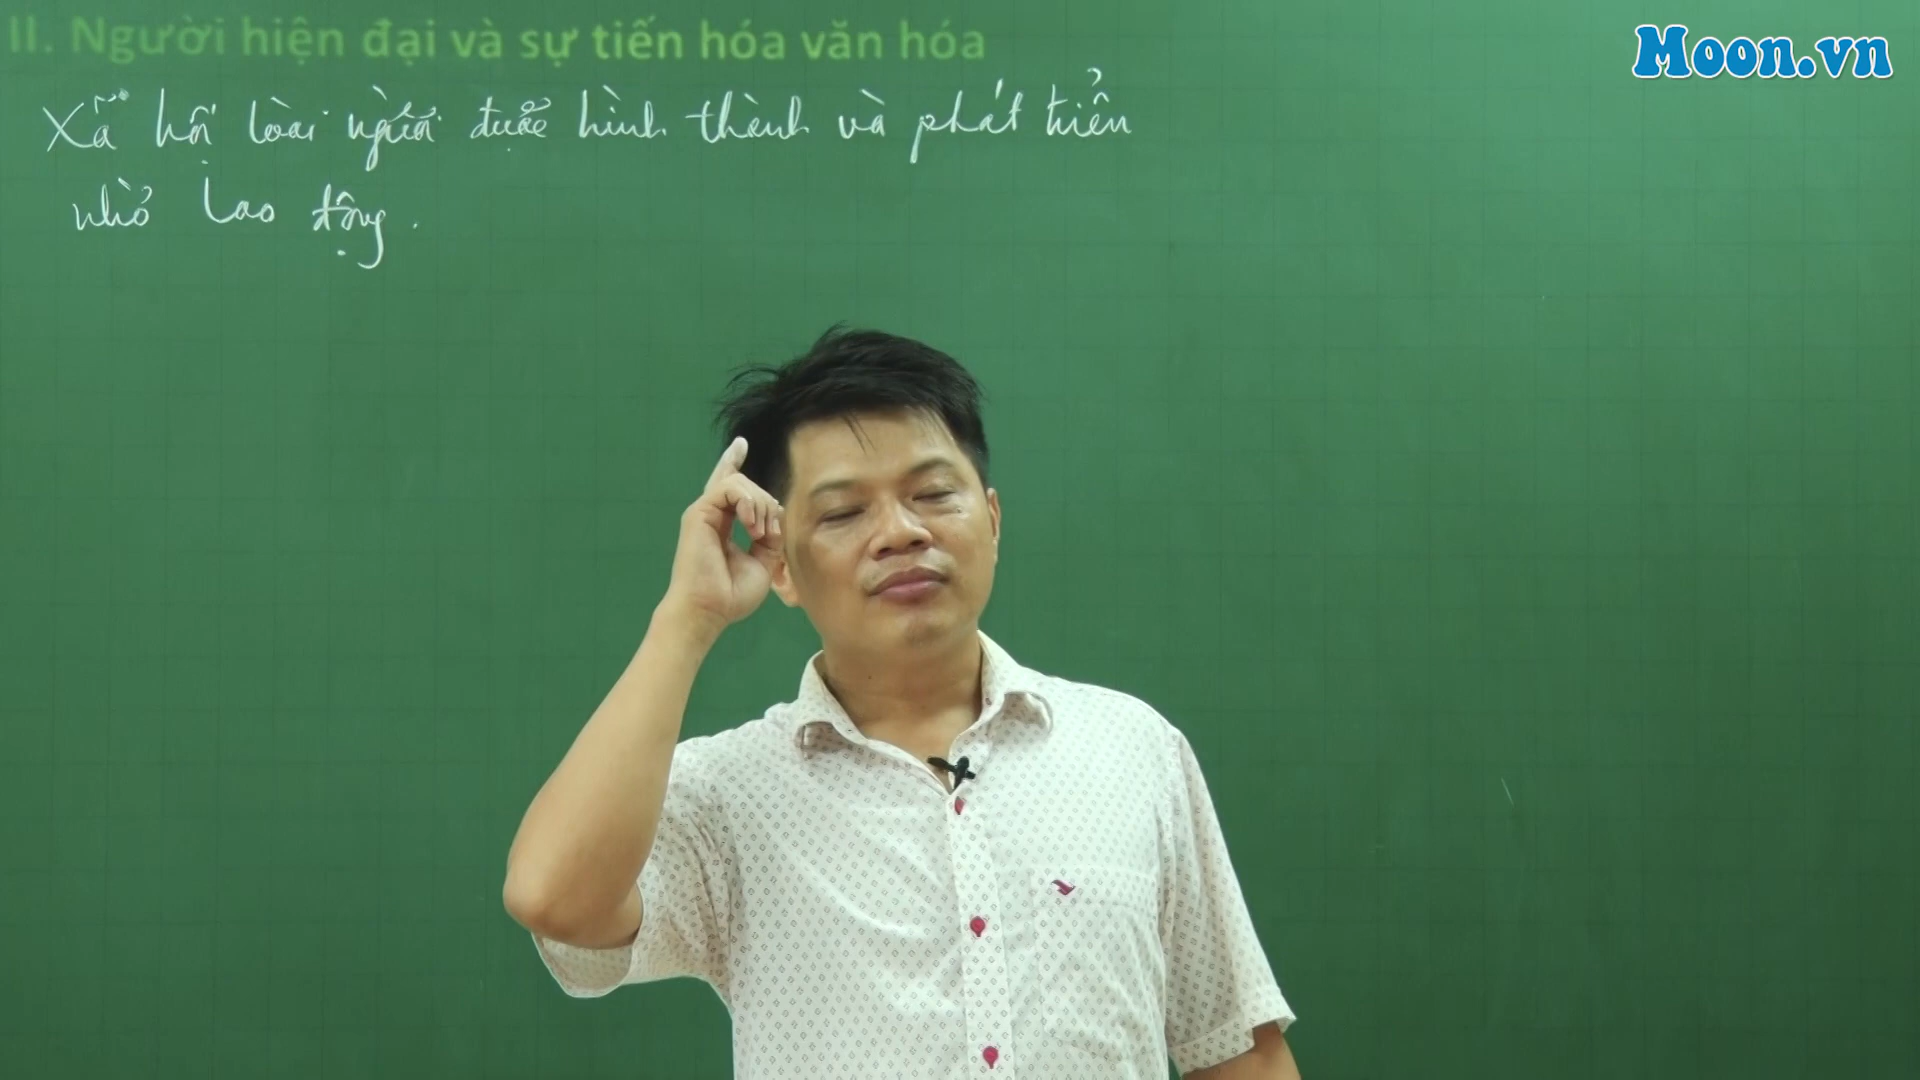 II. Người hiện đại và sự tiến hóa văn hóa
Moon.vn
Xã hội loài người được hình thành và phát triển
nhờ lao động.